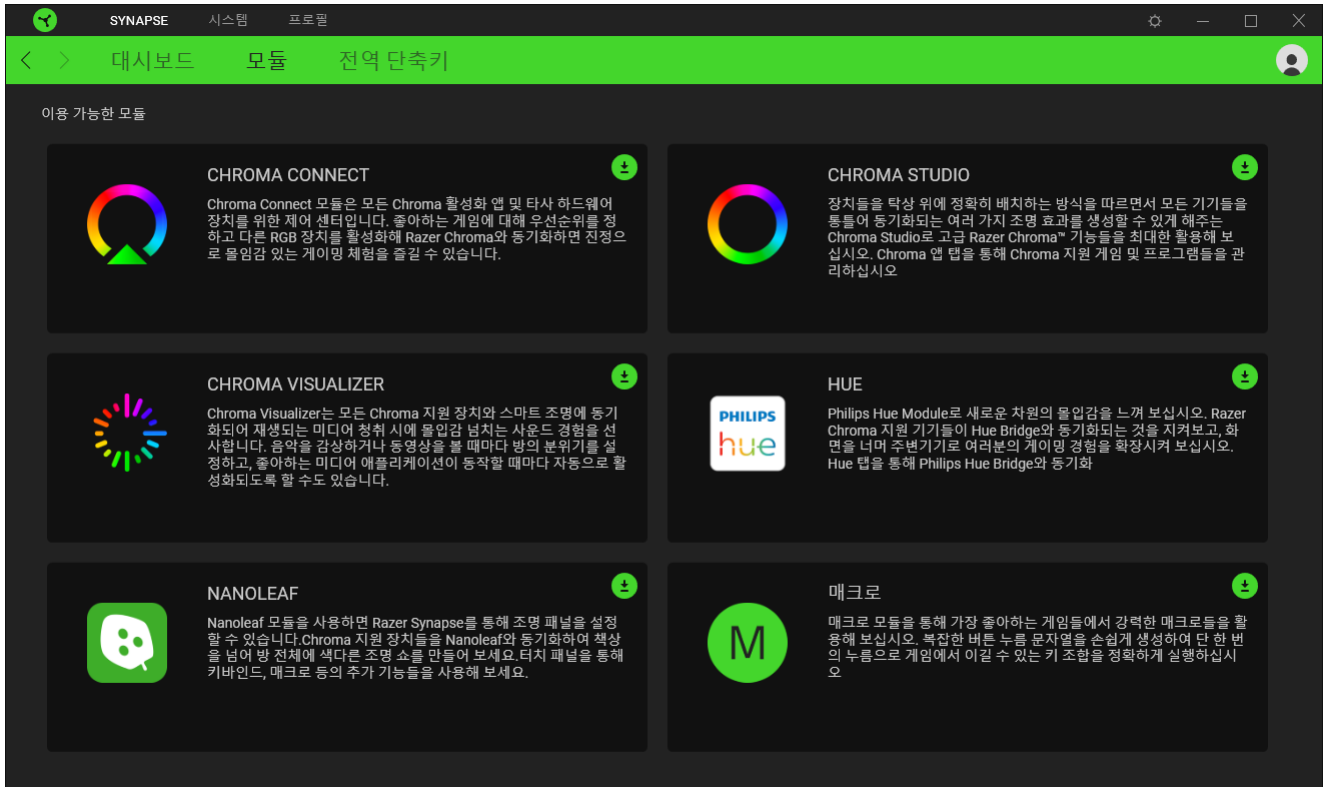 SYNAPSE 시스템 프로필
대시보드 모듈 전역 단축키
이용 가능한 모듈
CHROMA CONNECT
Chroma Connect 모듈은 모든 Chroma 활성화 앱 및 타사 하드웨어
장치를 위한 제어 센터입니다. 좋아하는 게임에 대해 우선순위를 정
하고 다른 RGB 장치를 활성화해 Razer Chroma와 동기화하면 진정으
로 몰입감 있는 게이밍 체험을 즐길 수 있습니다.
CHROMA STUDIO
장치들을 탁상 위에 정확히 배치하는 방식을 따르면서 모든 기기들을
통틀어 동기화되는 여러 가지 조명 효과를 생성할 수 있게 해주는
Chroma Studio로 고급 Razer Chroma™ 기능들을 최대한 활용해 보
십시오. Chroma 앱 탭을 통해 Chroma 지원 게임 및 프로그램들을 관
리하십시오
CHROMA VISUALIZER
Chroma Visualizer는 모든 Chroma 지원 장치와 스마트 조명에 동기
화되어 재생되는 미디어 청취 시에 몰입감 넘치는 사운드 경험을 선
사합니다. 음악을 감상하거나 동영상을 볼 때마다 방의 분위기를 설
정하고, 좋아하는 미디어 애플리케이션이 동작할 때마다 자동으로 활
성화되도록 할 수도 있습니다.
PHILIPS
hue
HUE
Philips Hue Module로 새로운 차원의 몰입감을 느껴 보십시오. Razer
Chroma 지원 기기들이 Hue Bridge와 동기화되는 것을 지켜보고, 화
면을 너머 주변기기로 여러분의 게이밍 경험을 확장시켜 보십시오.
Hue 탭을 통해 Philips Hue Bridge와 동기화
NANOLEAF
Nanoleaf 모듈을 사용하면 Razer Synapse를 통해 조명 패널을 설정
할 수 있습니다.Chroma 지원 장치들을 Nanoleaf와 동기화하여 책상
을 넘어 방 전체에 색다른 조명 쇼를 만들어 보세요.터치 패널을 통해
키바인드, 매크로 등의 추가 기능들을 사용해 보세요.
M
매크로
매크로 모듈을 통해 가장 좋아하는 게임들에서 강력한 매크로들을 활
용해 보십시오. 복잡한 버튼 누름 문자열을 손쉽게 생성하여 단 한 번
의 누름으로 게임에서 이길 수 있는 키 조합을 정확하게 실행하십시
오